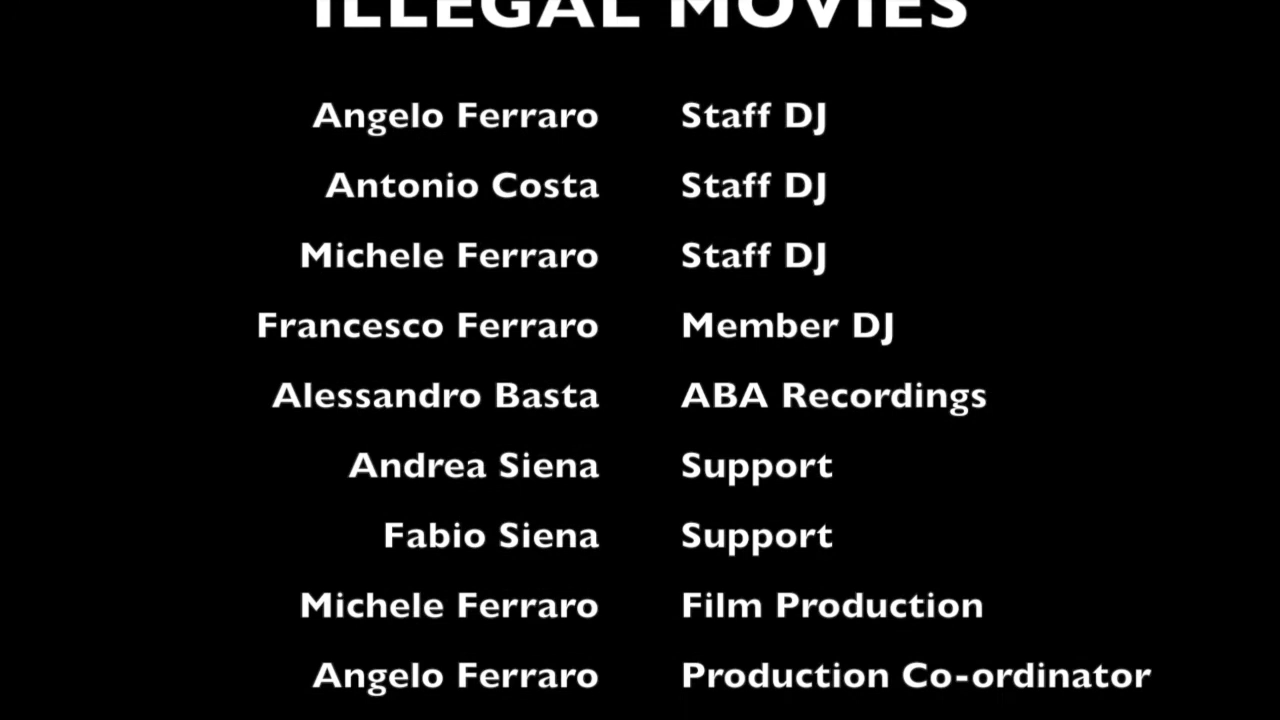 ILLEGAL MOVIES
Angelo Ferraro Staff DJ
Antonio Costa Staff DJ
Michele Ferraro Staff DJ
Francesco Ferraro Member DJ
Alessandro Basta ABA Recordings
Andrea Siena Support
Fabio Siena Support
Michele Ferraro Film Production
Angelo Ferraro Production Co-ordinator